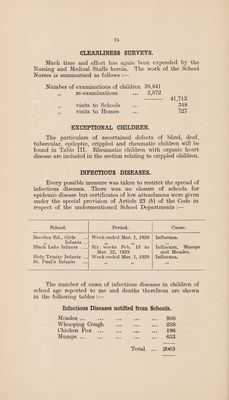 24
CLEANLINESS SURVEYS.
Much time and effort has again been expended by the
Nursing and Medical Staffs herein. The work of the School
Nurses is summarised as follows :—
Number of examinations of children 38,841
,, re-examinations ... 2,872
41,713
,, visits to Schools ... 348
,, visits to Homes ... 727
EXCEPTIONAL CHILDREN.
The particulars of ascertained defects of blind, deaf,
tubercular, epileptic, crippled and rheumatic children will be
found in Table III. Rheumatic children with organic heart
disease are included in the section relating to crippled children.
INFECTIOUS DISEASES.
Every possible measure was taken to restrict the spread of
infectious diseases. There was no closure of schools for
epidemic disease but certificates of low attendances were given
under the special provision of Article 23 (b) of the Code in
respect of the undermentioned School Departments :—
School. Period. Cause.
Beeches Rd., Girls ... Week ended Mar. 1, 1929 Influenza.
,, Infants ... ,, ,,
Black Lake Infants ... Six weeks Feb. 15 to Influenza, Mumps
Mar. 22, 1929 and Measles.
Holy Trinity Infants ... Week ended Mar. 1, 1929 Influenza.
St. Paul's Infants ... ,, ,,
The number of cases of infectious diseases in children of
school age reported to me and deaths therefrom are shown
in the following tables :—
Infectious Diseases notified from Schools.
Measles ... ... ... ... ... 956
Whooping Cough ... ... ... 258
Chicken Pox ... ... ... ... 196
Mumps ... ... ... ... ... 653
Total ... 2063